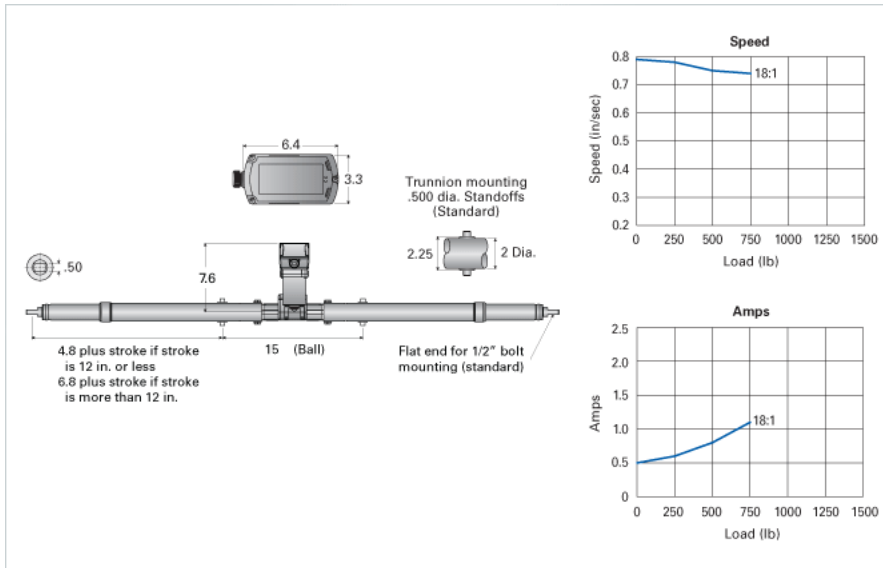 6.4
3.3
Trunnion mounting
.500 dia. Standoffs
(Standard)
2.25
2 Dia.
.50
7.6
15 (Ball)
4.8 plus stroke if stroke
is 12 in. or less
6.8 plus stroke if stroke
is more than 12 in.
Flat end for 1/2" bolt
mounting (standard)
Speed
Speed (in/sec)
0.8
0.7
0.6
0.5
0.4
0.3
0.2
18:1
0 250 500 750 1000 1250 1500
Load (lb)
Amps
Amps
2.5
2.0
1.5
1.0
0.5
0
18:1
0 250 500 750 1000 1250 1500
Load (lb)